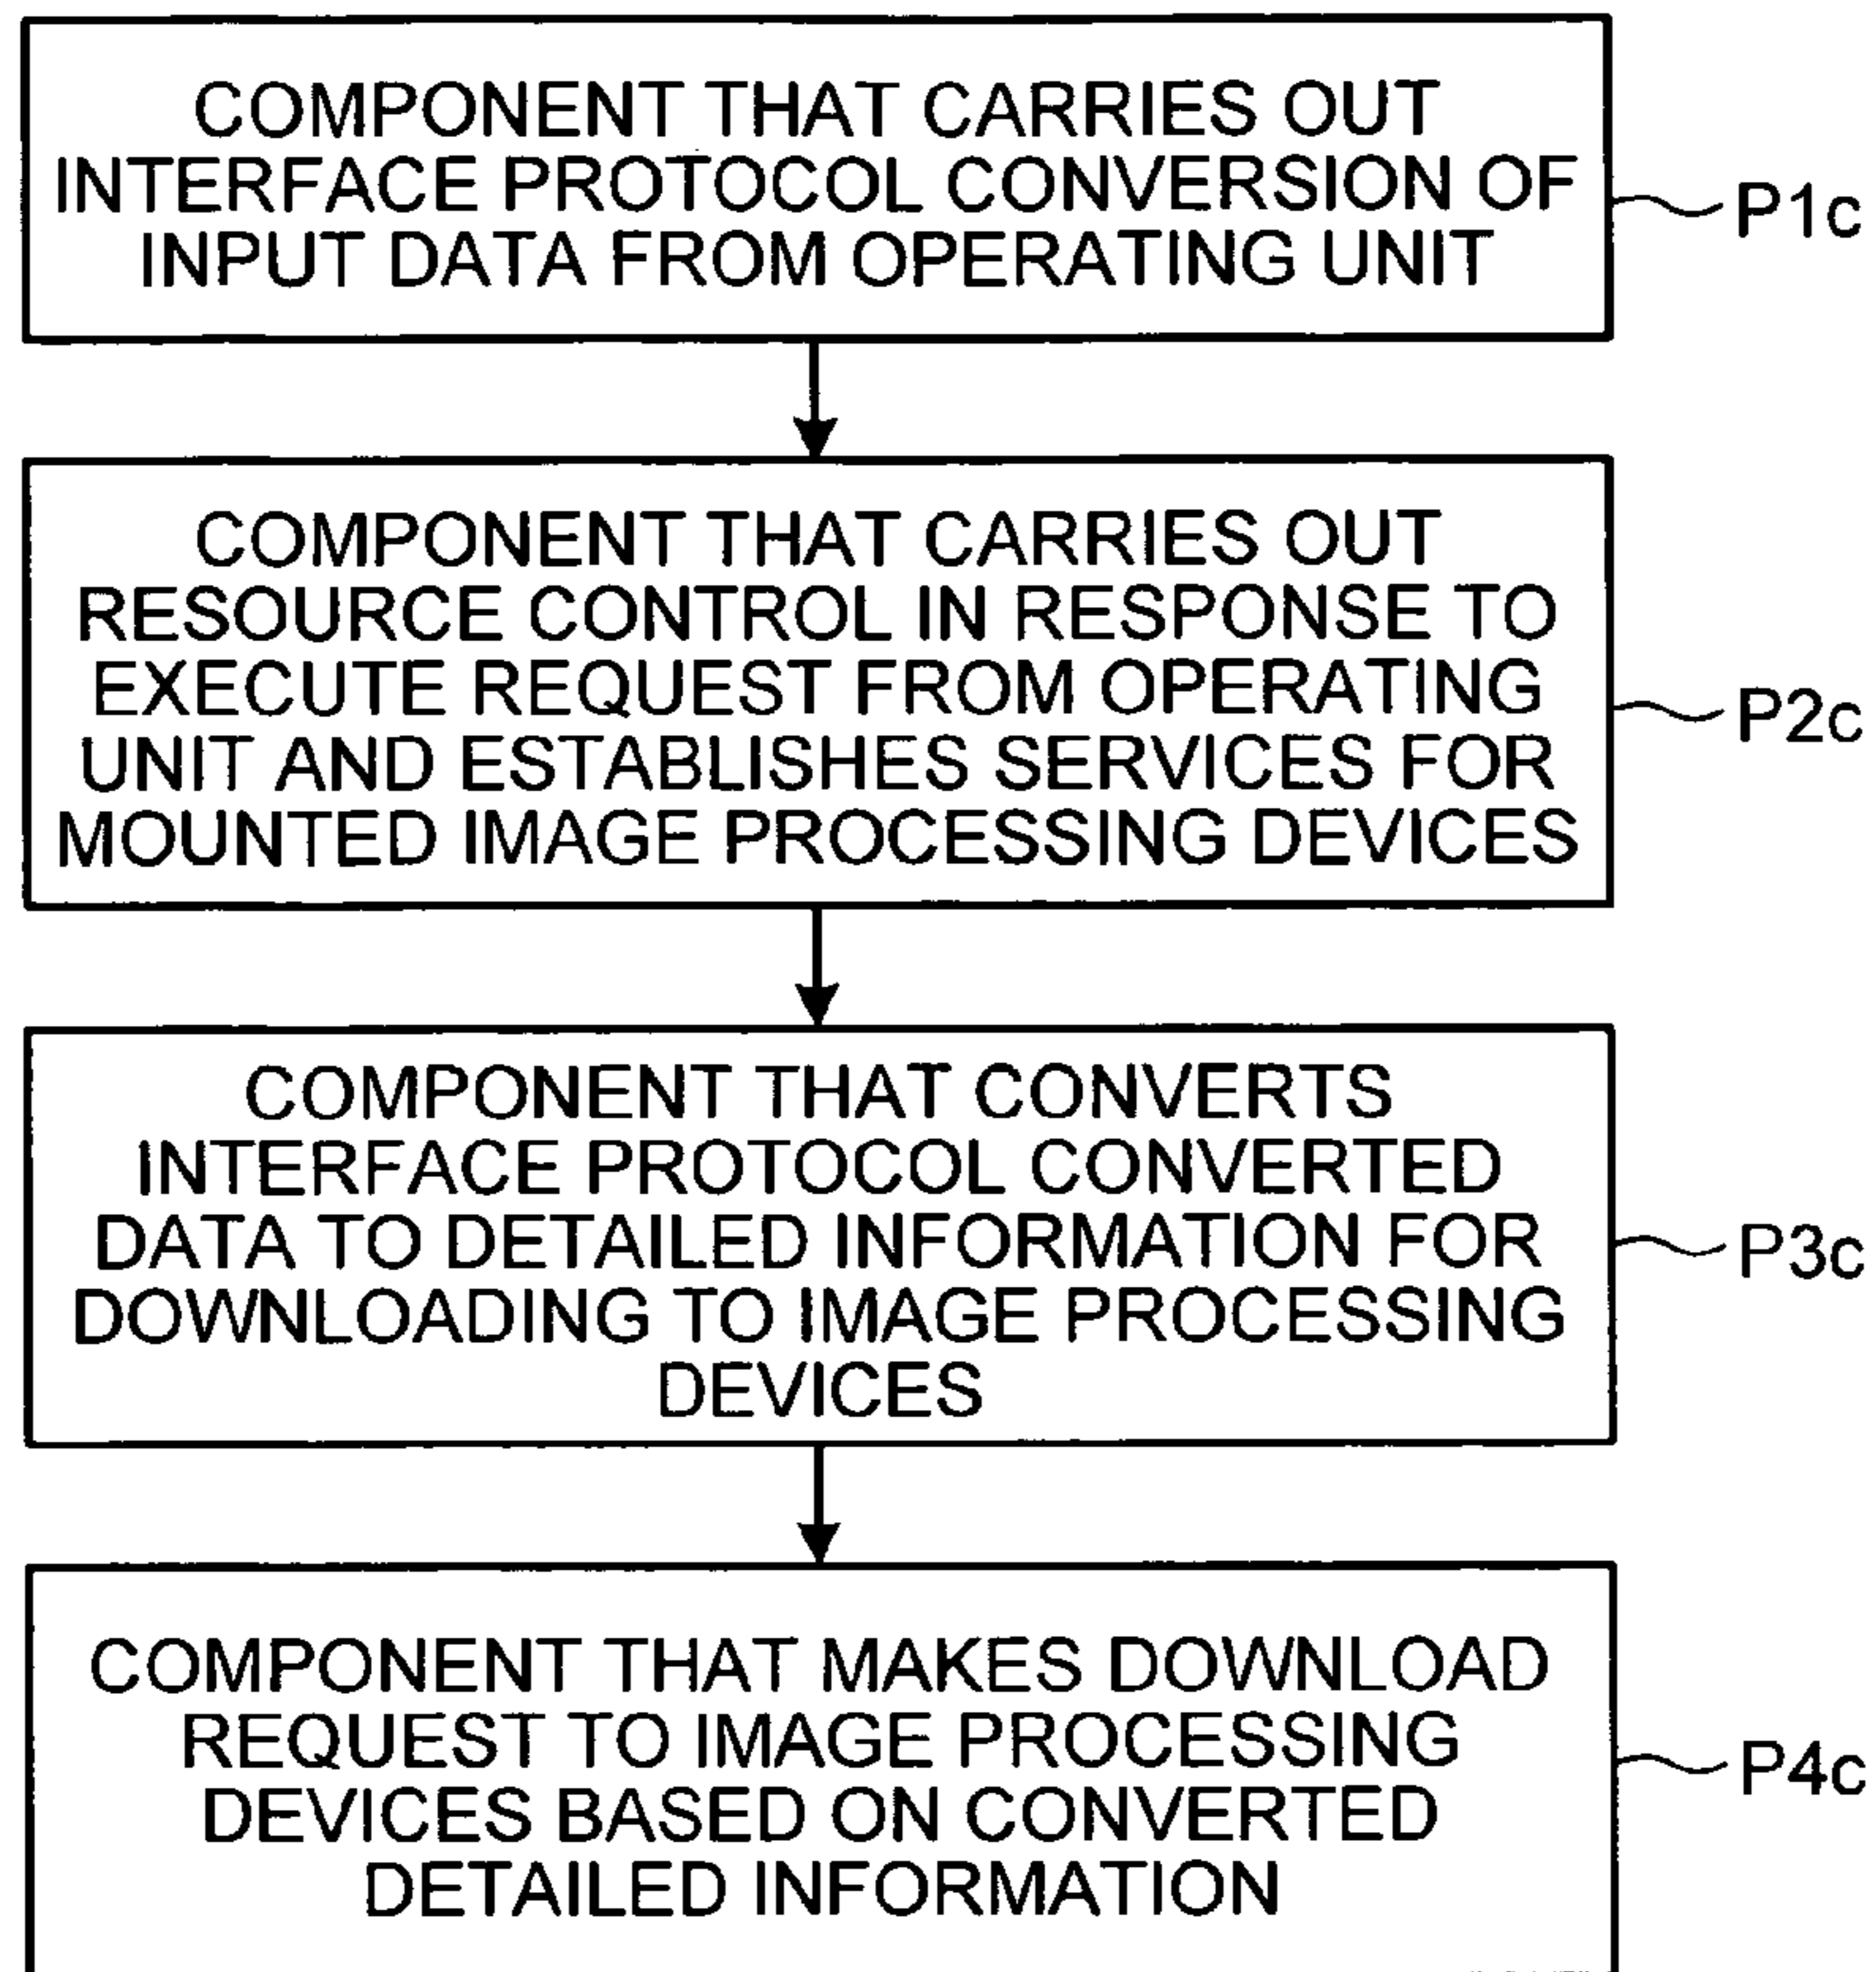 COMPONENT THAT CARRIES OUT
INTERFACE PROTOCOL CONVERSION OF
INPUT DATA FROM OPERATING UNIT
P1c
COMPONENT THAT CARRIES OUT
RESOURCE CONTROL IN RESPONSE TO
EXECUTE REQUEST FROM OPERATING
UNIT AND ESTABLISHES SERVICES FOR
MOUNTED IMAGE PROCESSING DEVICES
P2c
COMPONENT THAT CONVERTS
INTERFACE PROTOCOL CONVERTED
DATA TO DETAILED INFORMATION FOR
DOWNLOADING TO IMAGE PROCESSING
DEVICES
P3c
COMPONENT THAT MAKES DOWNLOAD
REQUEST TO IMAGE PROCESSING
DEVICES BASED ON CONVERTED
DETAILED INFORMATION
P4c